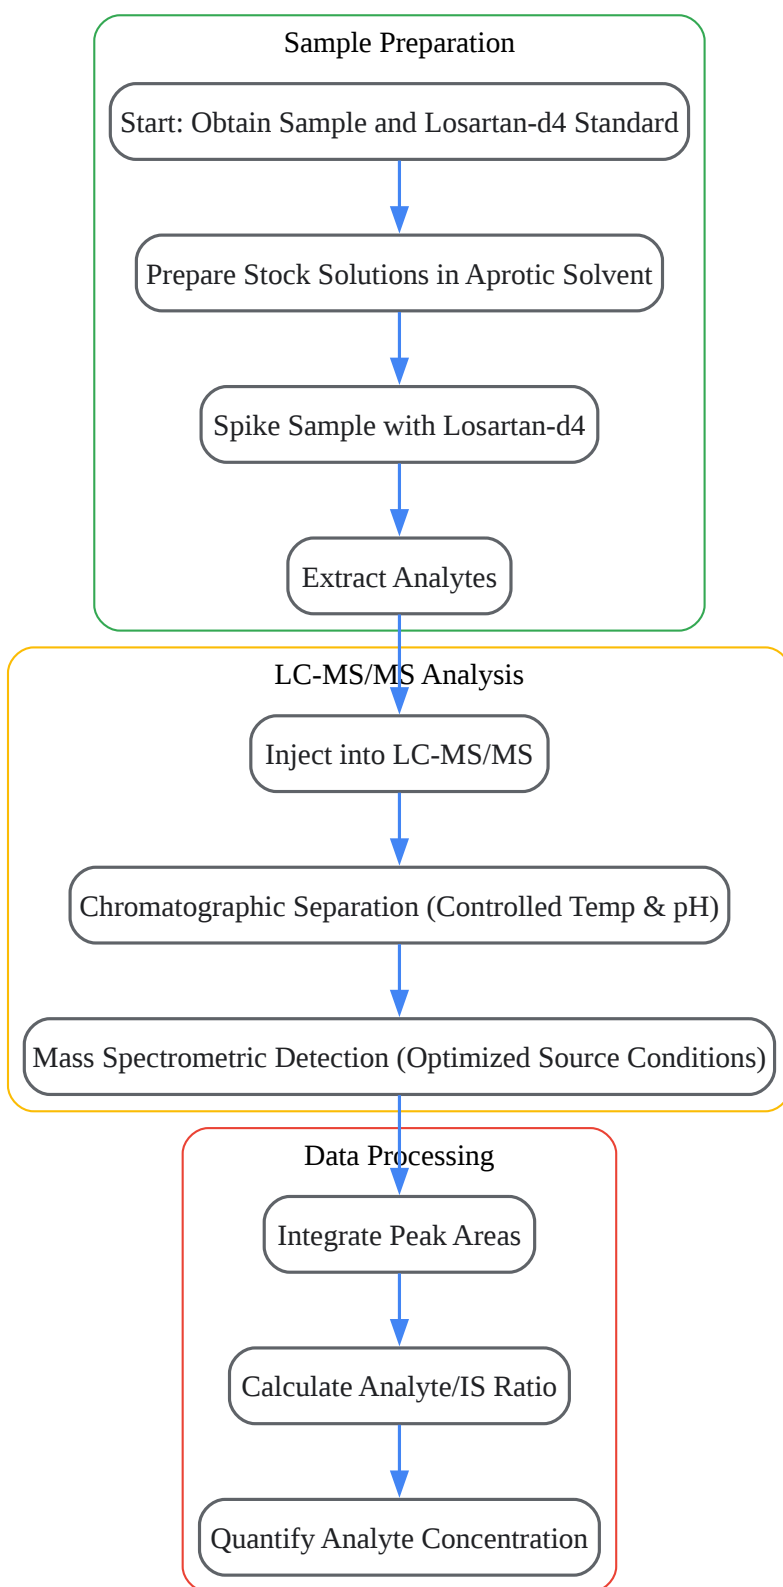 Sample Preparation
Start: Obtain Sample and Losartan-d4 Standard
Prepare Stock Solutions in Aprotic Solvent
Spike Sample with Losartan-d4
Extract Analytes
LC-MS/MS Analysis
Inject into LC-MS/MS
Chromatographic Separation (Controlled Temp & pH)
Mass Spectrometric Detection (Optimized Source Conditions)
Data Processing
Integrate Peak Areas
Calculate Analyte/IS Ratio
Quantify Analyte Concentration